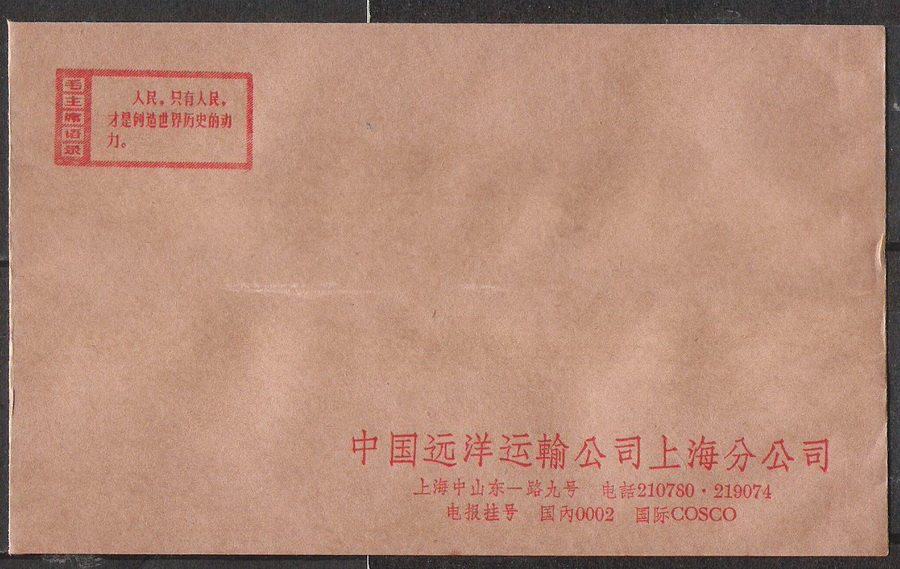 毛主席语录
人民，只有人民，
才是创造世界历史的动
力。
中国远洋运輸公司上海分公司
上海中山东一路九号 电話210780·219074
电报挂号 国内0002 国际COSCO